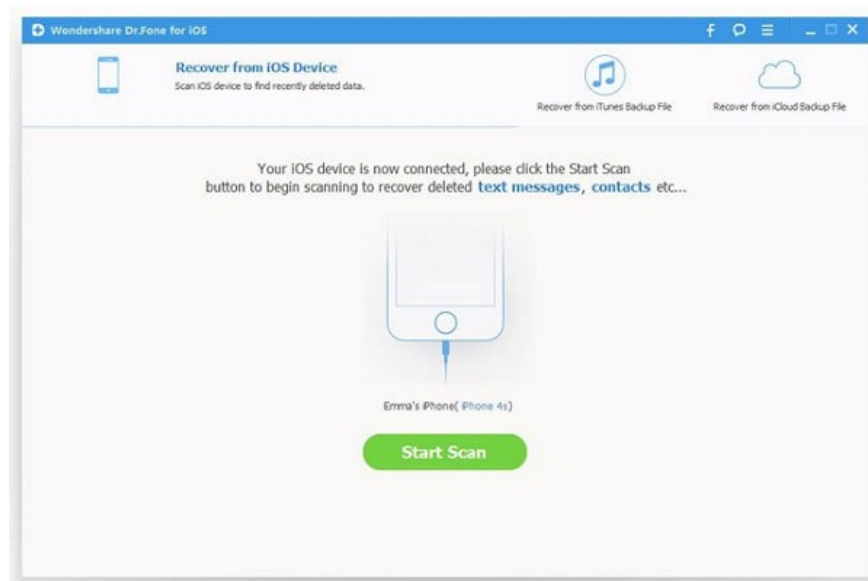 Wondershare Dr.Fone for iOS
Recover from iOS Device
Scan iOS device to find recently deleted data.
Recover from iTunes Backup File
Recover from iCloud Backup File
Your iOS device is now connected, please click the Start Scan
button to begin scanning to recover deleted text messages, contacts etc...
Emma's iPhone( iPhone 4s)
Start Scan